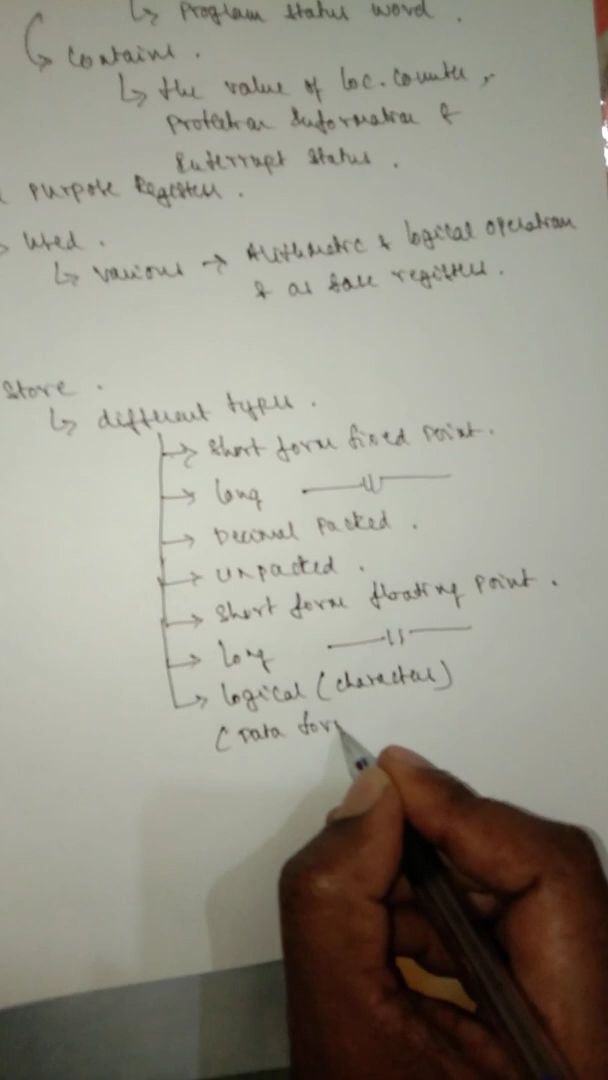 ↳ Program status word .
↳ contains .
↳ the value of loc. counter ,
Protection Information &
Interrupt status .
Purpose Registers .
Used .
↳ various → Arithmetic & logical operation
& as base registers .
Store .
↳ different types .
→ short form fixed point .
→ long —〃—
→ Decimal packed .
→ unpacked .
→ short form floating point .
→ long —〃—
→ logical (characters)
(Data for